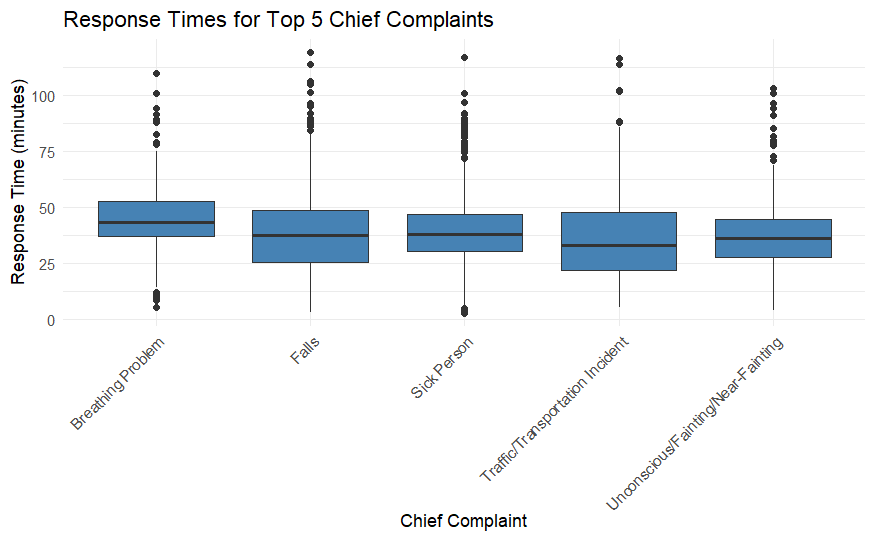 Response Times for Top 5 Chief Complaints
Response Time (minutes)
100
75
50
25
0
Breathing Problem
Falls
Sick Person
Traffic/Transportation Incident
Unconscious/Fainting/Near-Fainting
Chief Complaint